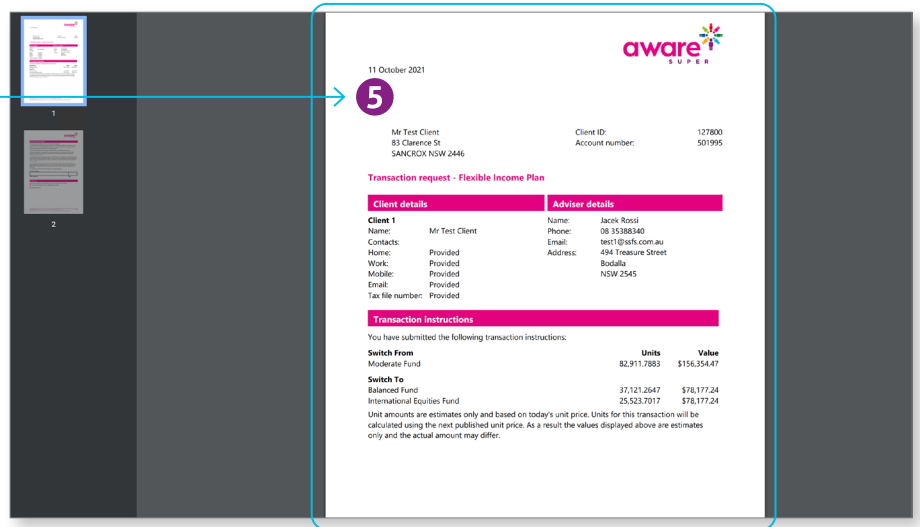 aware
SUPER
11 October 2021
5
Mr Test Client Client ID: 127800
83 Clarence St Account number: 501995
SANCROX NSW 2446
Transaction request - Flexible Income Plan
Client details Adviser details
Client 1 Name: Jacek Rossi
Name: Mr Test Client Phone: 08 35388340
Contacts: Email: test1@ssfs.com.au
Home: Provided Address: 494 Treasure Street
Work: Provided Bodalla
Mobile: Provided NSW 2545
Email: Provided
Tax file number: Provided
Transaction instructions
You have submitted the following transaction instructions:
Switch From Units Value
Moderate Fund 82,911.7883 $156,354.47
Switch To
Balanced Fund 37,121.2647 $78,177.24
International Equities Fund 25,523.7017 $78,177.24
Unit amounts are estimates only and based on today's unit price. Units for this transaction will be
calculated using the next published unit price. As a result the values displayed above are estimates
only and the actual amount may differ.
1
2